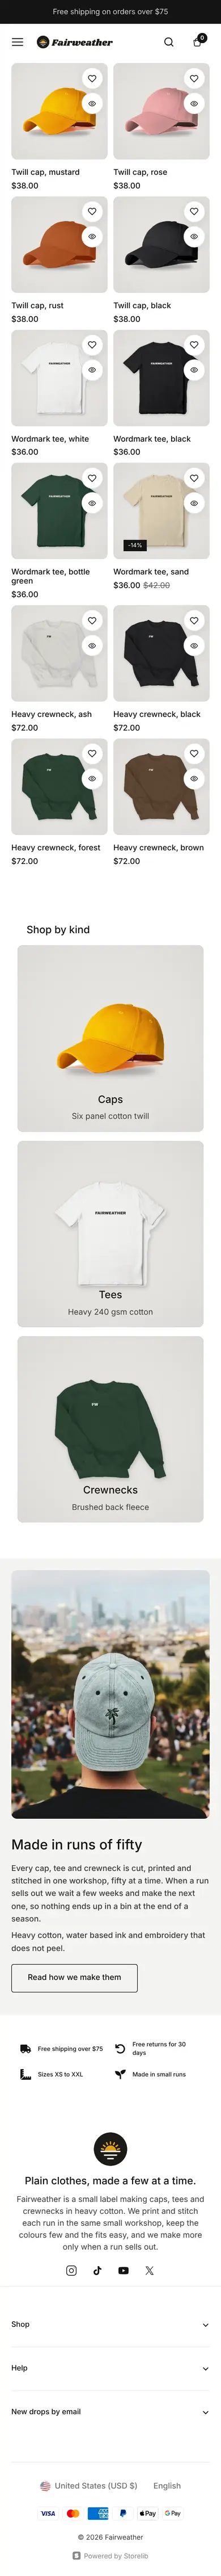 Free shipping on orders over $75
Fairweather
0
Twill cap, mustard
$38.00
Twill cap, rose
$38.00
Twill cap, rust
$38.00
Twill cap, black
$38.00
FAIRWEATHER
Wordmark tee, white
$36.00
FAIRWEATHER
Wordmark tee, black
$36.00
FAIRWEATHER
Wordmark tee, bottle
green
$36.00
FAIRWEATHER
-14%
Wordmark tee, sand
$36.00 $42.00
FW
Heavy crewneck, ash
$72.00
FW
Heavy crewneck, black
$72.00
FW
Heavy crewneck, forest
$72.00
FW
Heavy crewneck, brown
$72.00
Shop by kind
Caps
Six panel cotton twill
FAIRWEATHER
Tees
Heavy 240 gsm cotton
FW
Crewnecks
Brushed back fleece
Made in runs of fifty
Every cap, tee and crewneck is cut, printed and
stitched in one workshop, fifty at a time. When a run
sells out we wait a few weeks and make the next
one, so nothing ends up in a bin at the end of a
season.
Heavy cotton, water based ink and embroidery that
does not peel.
Read how we make them
Free shipping over $75
Free returns for 30
days
Sizes XS to XXL
Made in small runs
Plain clothes, made a few at a time.
Fairweather is a small label making caps, tees and
crewnecks in heavy cotton. We print and stitch
each run in the same small workshop, keep the
colours few and the fits easy, and we make more
only when a run sells out.
Shop
Help
New drops by email
United States (USD $)
English
VISA
AMEX
Pay
G Pay
© 2026 Fairweather
Powered by Storelib